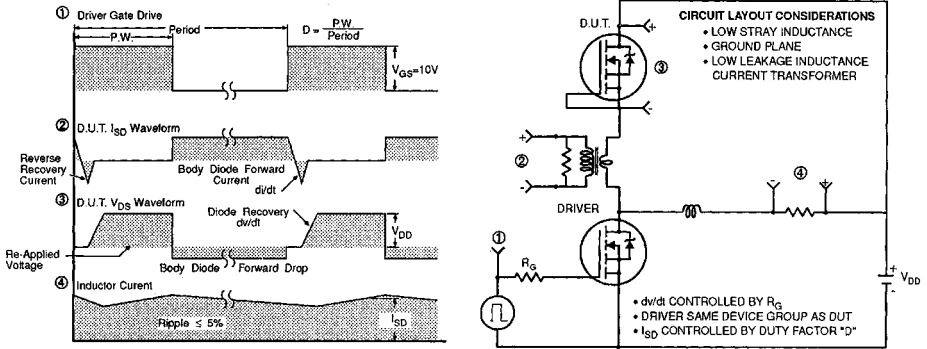 ① Driver Gate Drive
Period
P.W.
D = P.W. / Period
V_GS=10V
② D.U.T. I_SD Waveform
Reverse
Recovery
Current
Body Diode Forward
Current
di/dt
③ D.U.T. V_DS Waveform
Diode Recovery
dv/dt
V_DD
Re-Applied
Voltage
Body Diode Forward Drop
④ Inductor Curent
Ripple ≤ 5%
I_SD
D.U.T.
+
③
-
CIRCUIT LAYOUT CONSIDERATIONS
• LOW STRAY INDUCTANCE
• GROUND PLANE
• LOW LEAKAGE INDUCTANCE
CURRENT TRANSFORMER
+
②
-
④
- +
DRIVER
①
R_G
+
V_DD
-
• dv/dt CONTROLLED BY R_G
• DRIVER SAME DEVICE GROUP AS DUT
• I_SD CONTROLLED BY DUTY FACTOR "D"